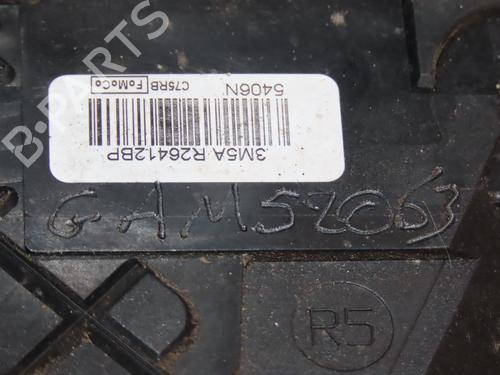 5406N
C75RB FoMoCo
3M5A R26412BP
GAM52063
R5
B-PARTS